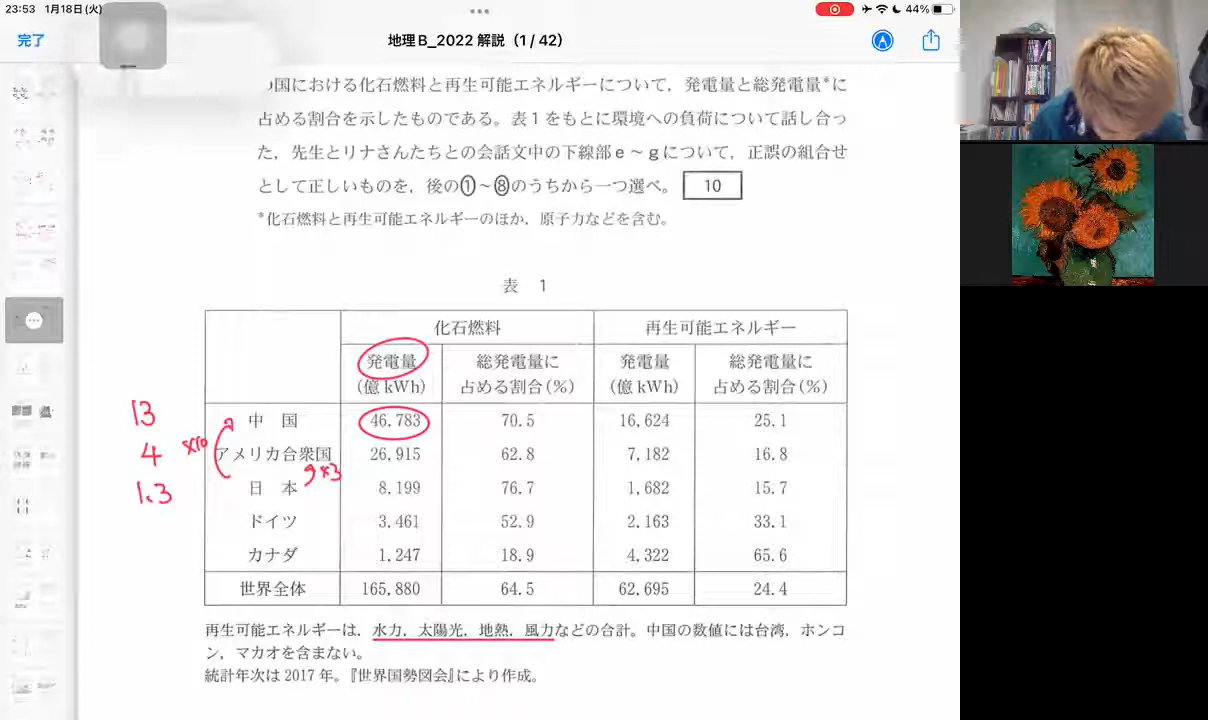 23:53 1月18日(火)
44%
完了
地理B_2022 解説（1 / 42）
国における化石燃料と再生可能エネルギーについて，発電量と総発電量*に
占める割合を示したものである。表1をもとに環境への負荷について話し合っ
た，先生とリナさんたちとの会話文中の下線部e～gについて，正誤の組合せ
として正しいものを，後の①～⑧のうちから一つ選べ。 10
*化石燃料と再生可能エネルギーのほか，原子力などを含む。
表 1
化石燃料 再生可能エネルギー
発電量 総発電量に 発電量 総発電量に
(億kWh) 占める割合(%) (億kWh) 占める割合(%)
13 中 国 46,783 70.5 16,624 25.1
4 ×10 アメリカ合衆国 26,915 62.8 7,182 16.8
1.3 日 本 ×3 8,199 76.7 1,682 15.7
ドイツ 3,461 52.9 2,163 33.1
カナダ 1,247 18.9 4,322 65.6
世界全体 165,880 64.5 62,695 24.4
再生可能エネルギーは，水力，太陽光，地熱，風力などの合計。中国の数値には台湾，ホンコ
ン，マカオを含まない。
統計年次は2017年。『世界国勢図会』により作成。